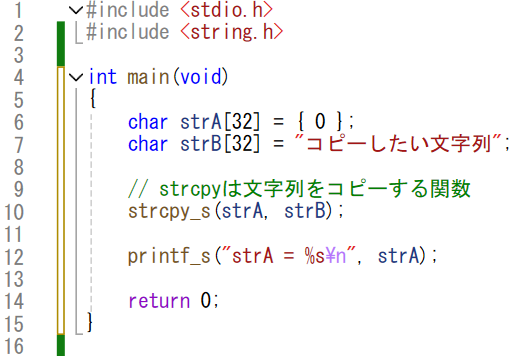 1 #include <stdio.h>
2 #include <string.h>
3
4 int main(void)
5 {
6 char strA[32] = { 0 };
7 char strB[32] = "コピーしたい文字列";
8
9 // strcpyは文字列をコピーする関数
10 strcpy_s(strA, strB);
11
12 printf_s("strA = %s¥n", strA);
13
14 return 0;
15 }
16